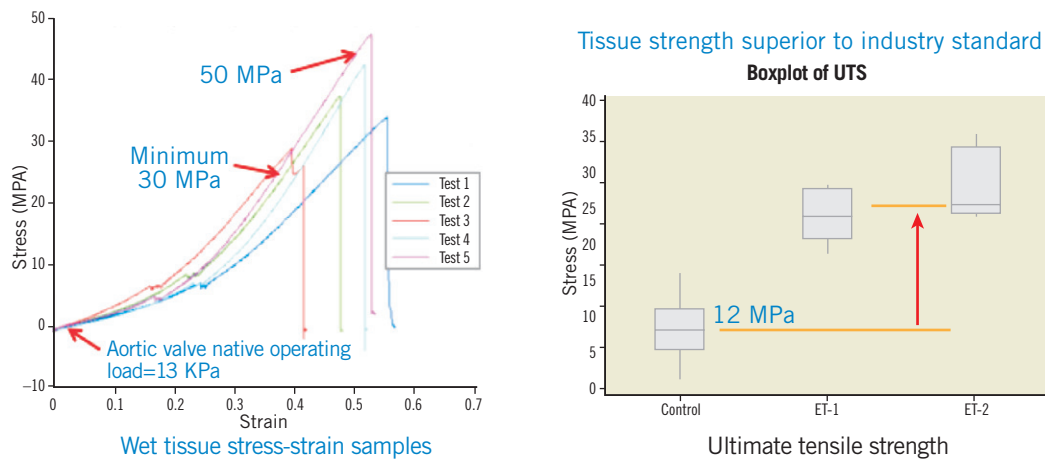 50
40
30
20
10
0
−10
Stress (MPA)
50 MPa
Minimum
30 MPa
Test 1
Test 2
Test 3
Test 4
Test 5
Aortic valve native operating
load=13 KPa
0 0.1 0.2 0.3 0.4 0.5 0.6 0.7
Strain
Wet tissue stress-strain samples
Tissue strength superior to industry standard
Boxplot of UTS
40
35
30
25
20
15
10
5
0
Stress (MPA)
12 MPa
Control ET-1 ET-2
Ultimate tensile strength